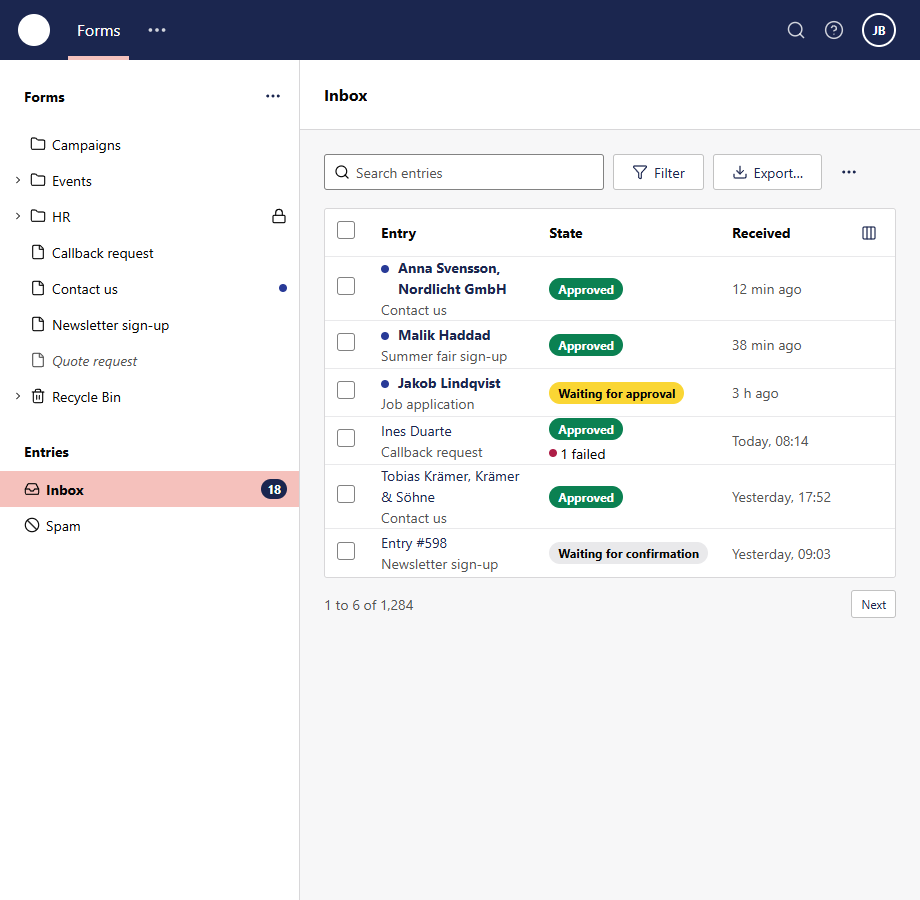 Forms
JB
Forms
Inbox
Campaigns
Events
HR
Callback request
Contact us
Newsletter sign-up
Quote request
Recycle Bin
Entries
Inbox 18
Spam
Search entries
Filter
Export...
Entry State Received
Anna Svensson,
Nordlicht GmbH
Contact us
Approved
12 min ago
Malik Haddad
Summer fair sign-up
Approved
38 min ago
Jakob Lindqvist
Job application
Waiting for approval
3 h ago
Ines Duarte
Callback request
Approved
1 failed
Today, 08:14
Tobias Krämer, Krämer
& Söhne
Contact us
Approved
Yesterday, 17:52
Entry #598
Newsletter sign-up
Waiting for confirmation
Yesterday, 09:03
1 to 6 of 1,284
Next